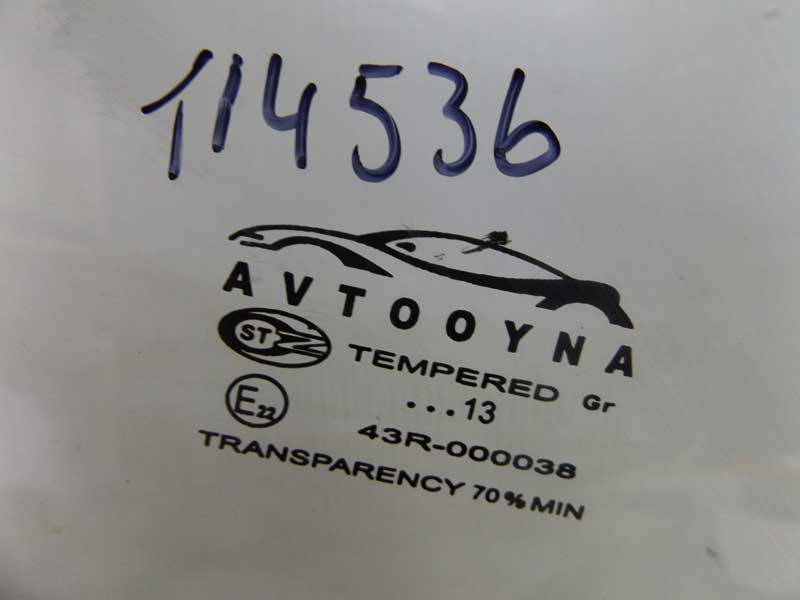 114536
AVTOOYNA
ST TEMPERED Gr
E22 ...13
43R-000038
TRANSPARENCY 70% MIN